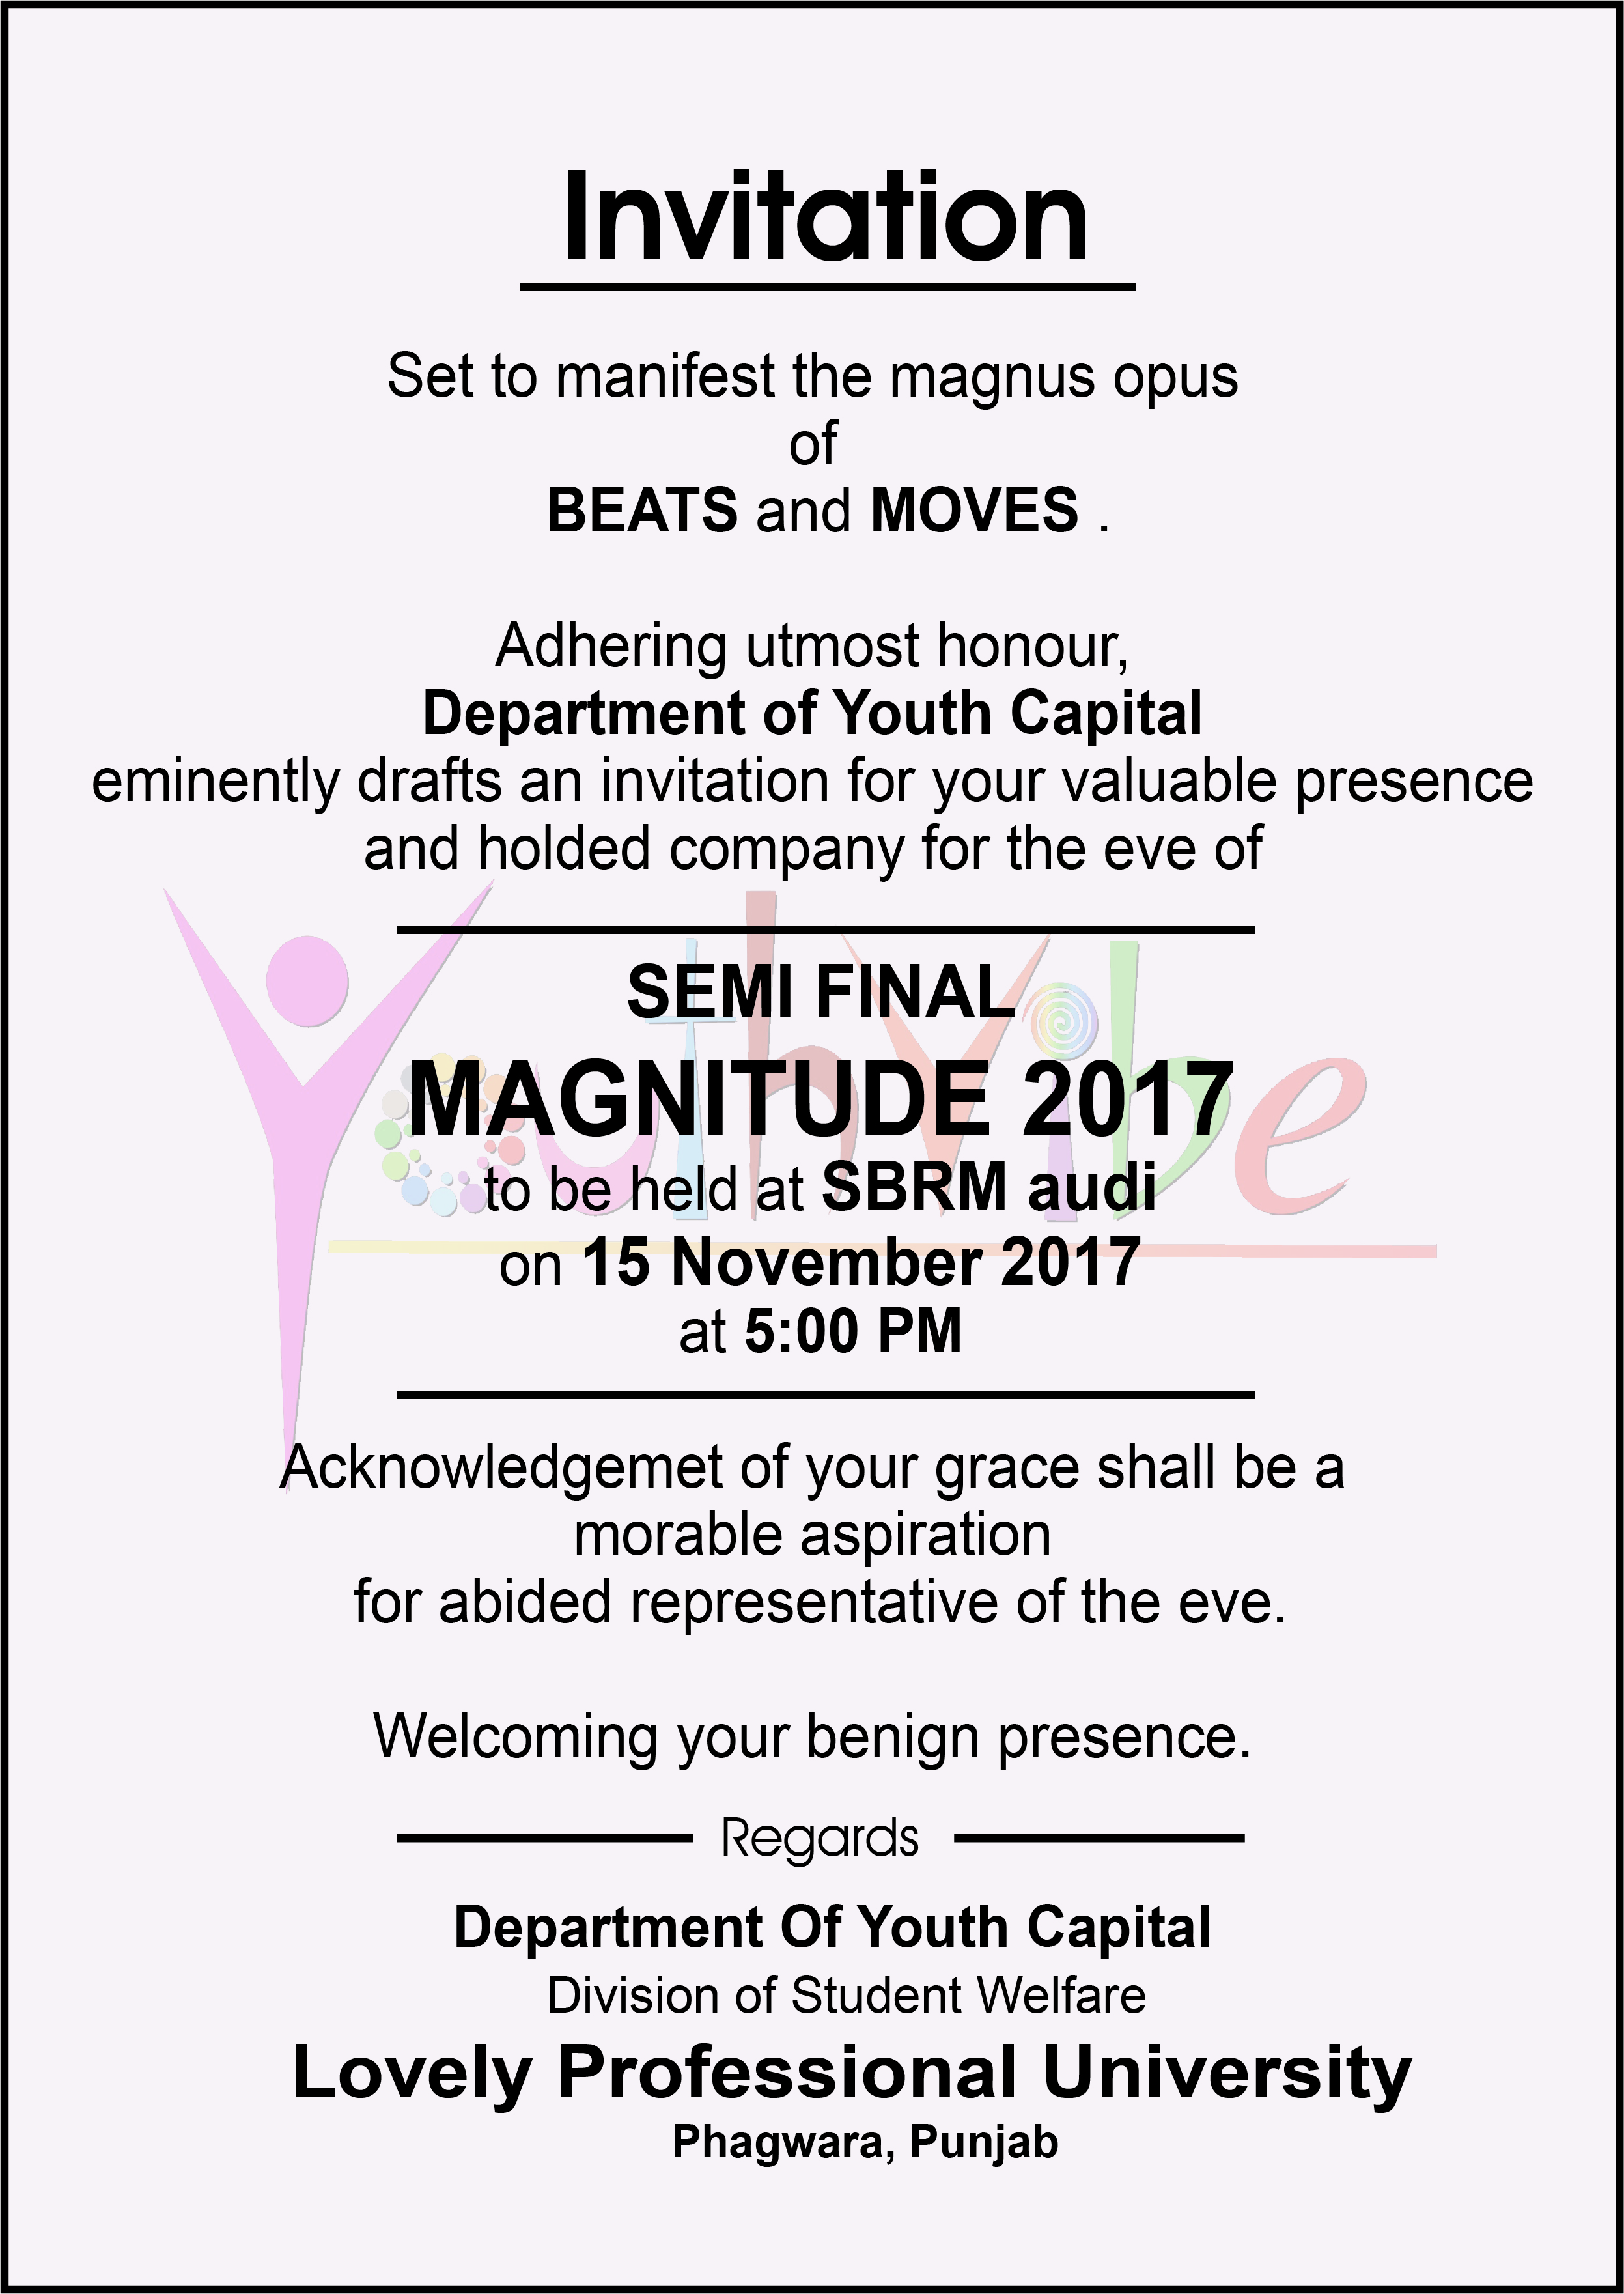 Invitation
Set to manifest the magnus opus
of
BEATS and MOVES .
Adhering utmost honour,
Department of Youth Capital
eminently drafts an invitation for your valuable presence
and holded company for the eve of
SEMI FINAL
MAGNITUDE 2017
to be held at SBRM audi
on 15 November 2017
at 5:00 PM
YouthVibe
Acknowledgemet of your grace shall be a
morable aspiration
for abided representative of the eve.
Welcoming your benign presence.
Regards
Department Of Youth Capital
Division of Student Welfare
Lovely Professional University
Phagwara, Punjab